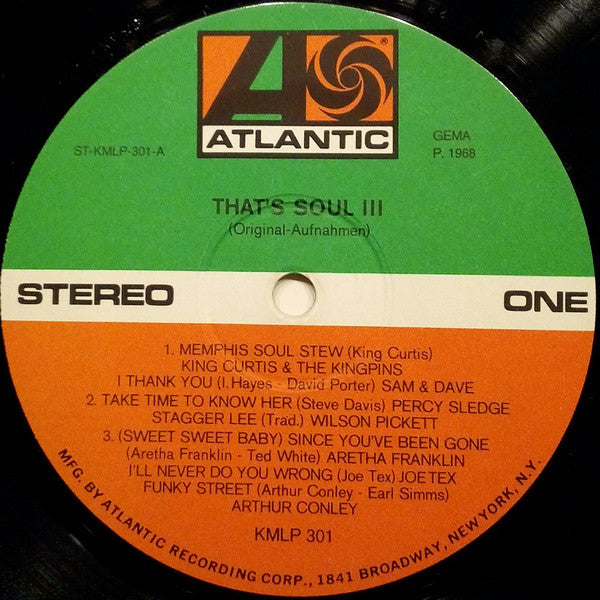 ATLANTIC
®
ST-KMLP-301-A
GEMA
P. 1968
THAT'S SOUL III
(Original-Aufnahmen)
STEREO
ONE
1. MEMPHIS SOUL STEW (King Curtis)
KING CURTIS & THE KINGPINS
I THANK YOU (I. Hayes - David Porter) SAM & DAVE
2. TAKE TIME TO KNOW HER (Steve Davis) PERCY SLEDGE
STAGGER LEE (Trad.) WILSON PICKETT
3. (SWEET SWEET BABY) SINCE YOU'VE BEEN GONE
(Aretha Franklin - Ted White) ARETHA FRANKLIN
I'LL NEVER DO YOU WRONG (Joe Tex) JOE TEX
FUNKY STREET (Arthur Conley - Earl Simms)
ARTHUR CONLEY
KMLP 301
MFG. BY ATLANTIC RECORDING CORP., 1841 BROADWAY, NEW YORK, N.Y.